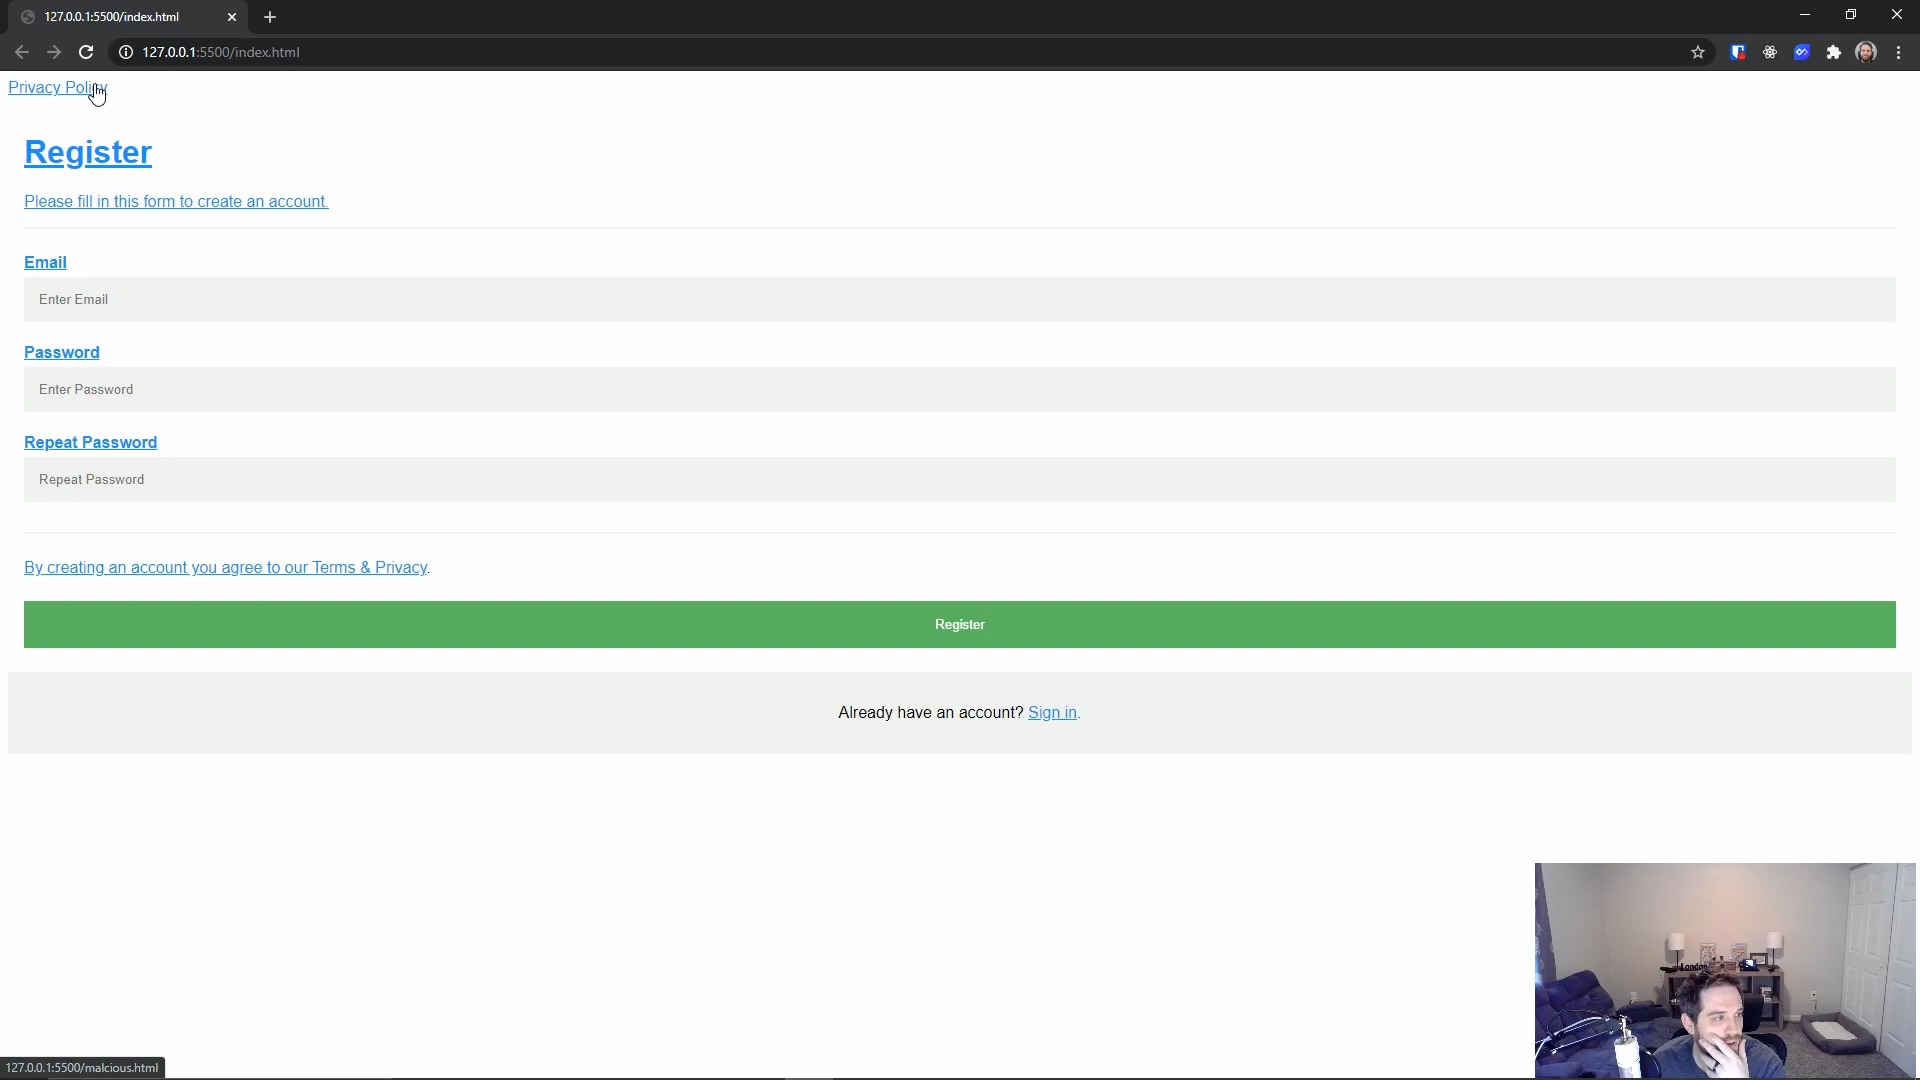 127.0.0.1:5500/index.html
127.0.0.1:5500/index.html
Privacy Policy
Register
Please fill in this form to create an account.
Email
Enter Email
Password
Enter Password
Repeat Password
Repeat Password
By creating an account you agree to our Terms & Privacy.
Register
Already have an account? Sign in.
London
127.0.0.1:5500/malcious.html